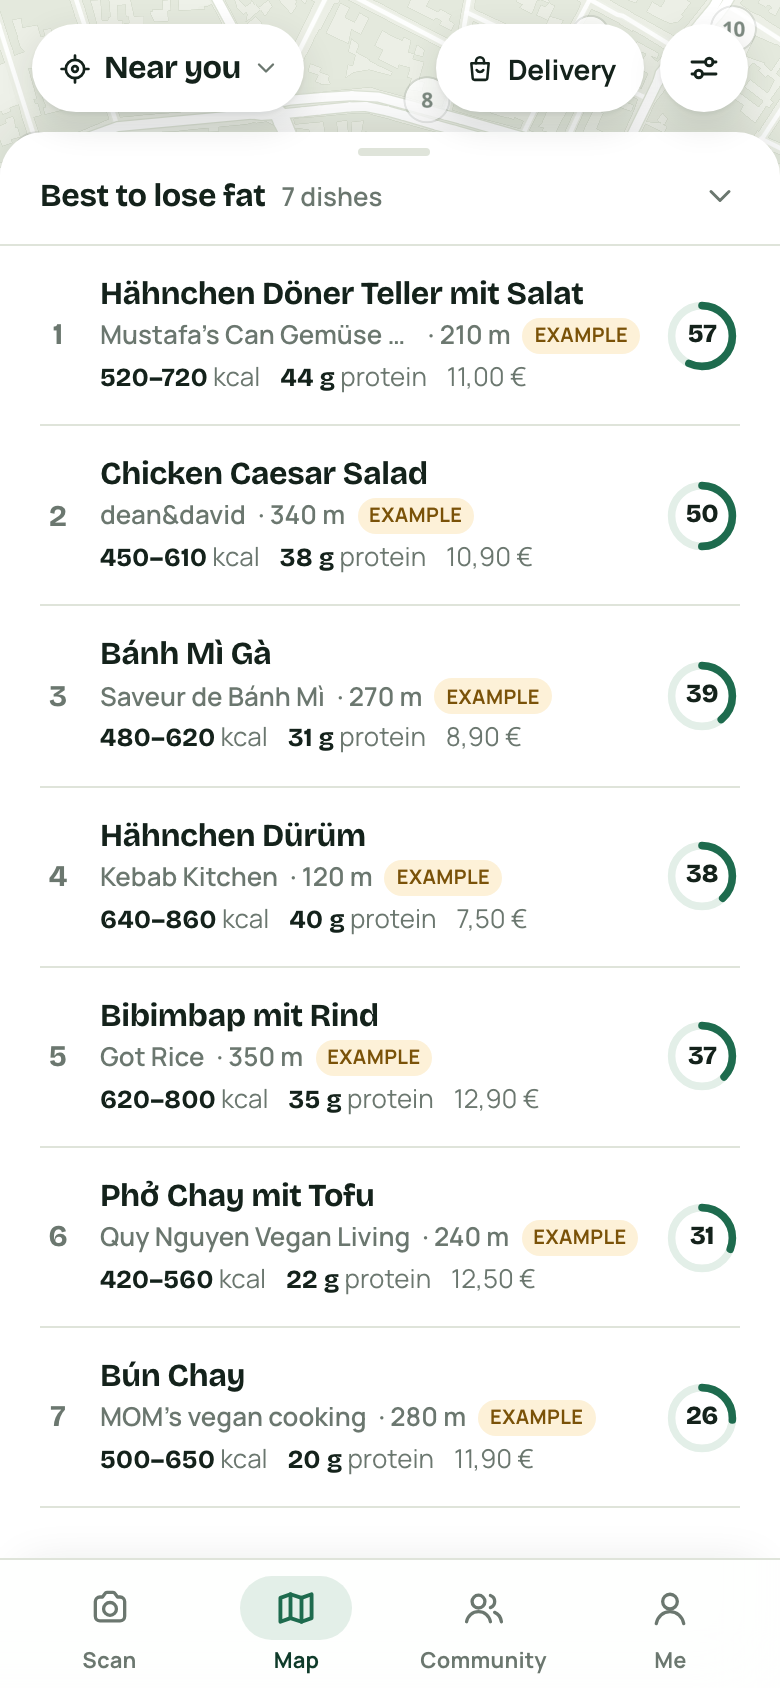 10
Near you
Delivery
8
Best to lose fat 7 dishes
Hähnchen Döner Teller mit Salat
1
Mustafa's Can Gemüse ... · 210 m EXAMPLE
57
520–720 kcal 44 g protein 11,00 €
Chicken Caesar Salad
2
dean&david · 340 m EXAMPLE
50
450–610 kcal 38 g protein 10,90 €
Bánh Mì Gà
3
Saveur de Bánh Mì · 270 m EXAMPLE
39
480–620 kcal 31 g protein 8,90 €
Hähnchen Dürüm
4
Kebab Kitchen · 120 m EXAMPLE
38
640–860 kcal 40 g protein 7,50 €
Bibimbap mit Rind
5
Got Rice · 350 m EXAMPLE
37
620–800 kcal 35 g protein 12,90 €
Phở Chay mit Tofu
6
Quy Nguyen Vegan Living · 240 m EXAMPLE
31
420–560 kcal 22 g protein 12,50 €
Bún Chay
7
MOM's vegan cooking · 280 m EXAMPLE
26
500–650 kcal 20 g protein 11,90 €
Scan
Map
Community
Me